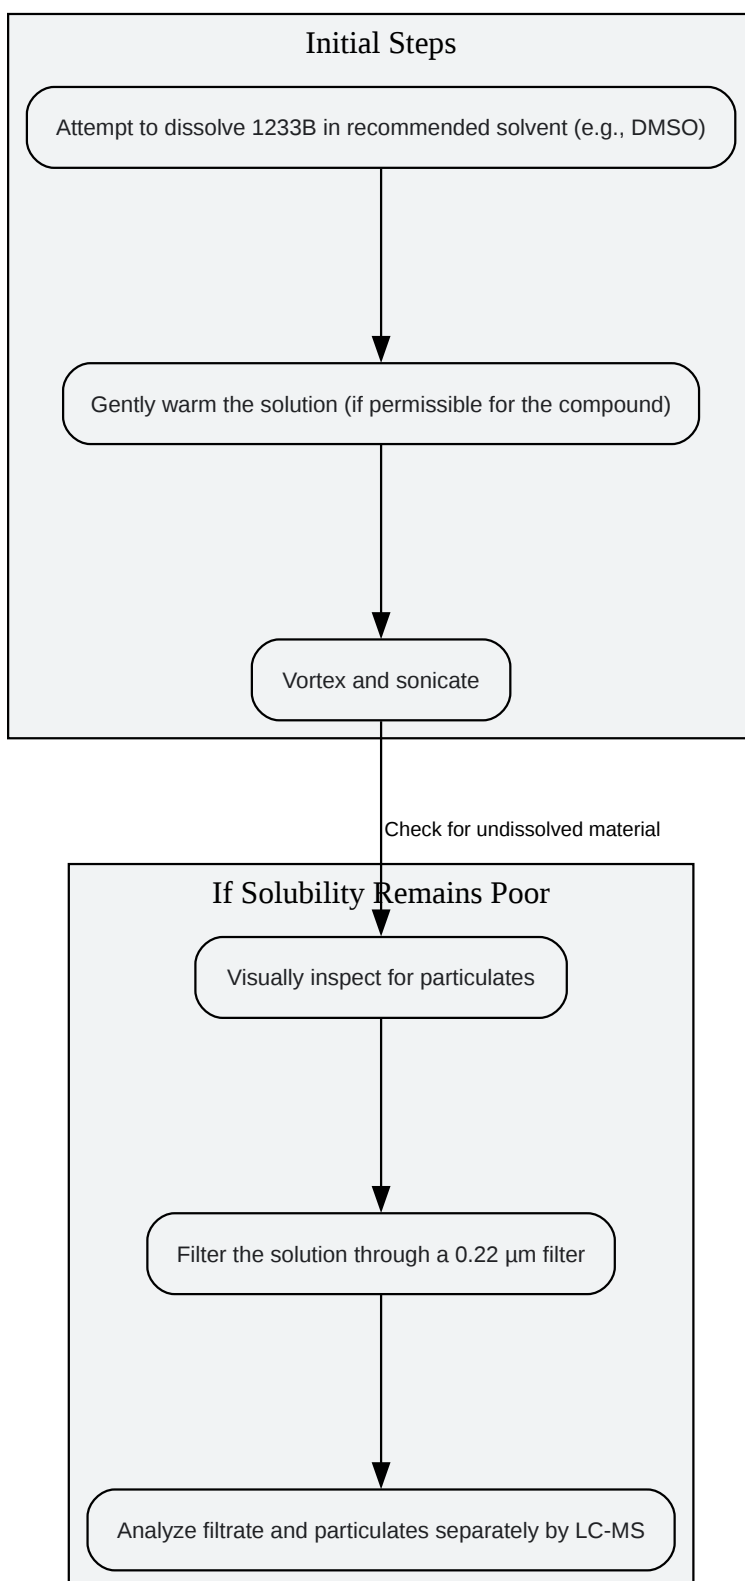 Initial Steps
Attempt to dissolve 1233B in recommended solvent (e.g., DMSO)
Gently warm the solution (if permissible for the compound)
Vortex and sonicate
Check for undissolved material
If Solubility Remains Poor
Visually inspect for particulates
Filter the solution through a 0.22 µm filter
Analyze filtrate and particulates separately by LC-MS